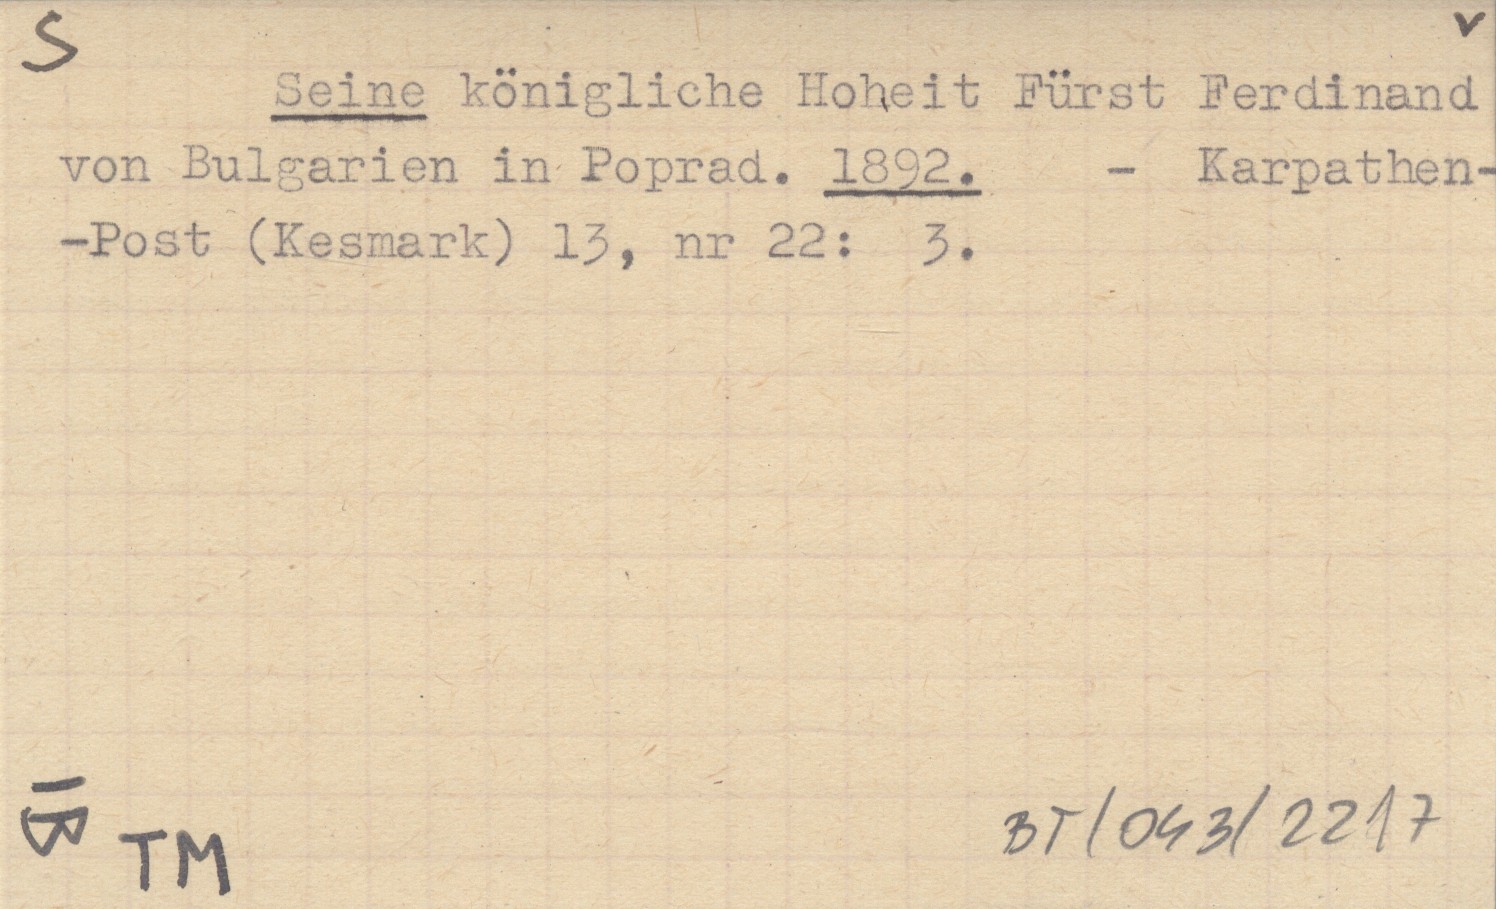 S v
Seine königliche Hoheit Fürst Ferdinand
von Bulgarien in Poprad. 1892. - Karpathen-
-Post (Kesmark) 13, nr 22: 3.
TM BT/043/2217